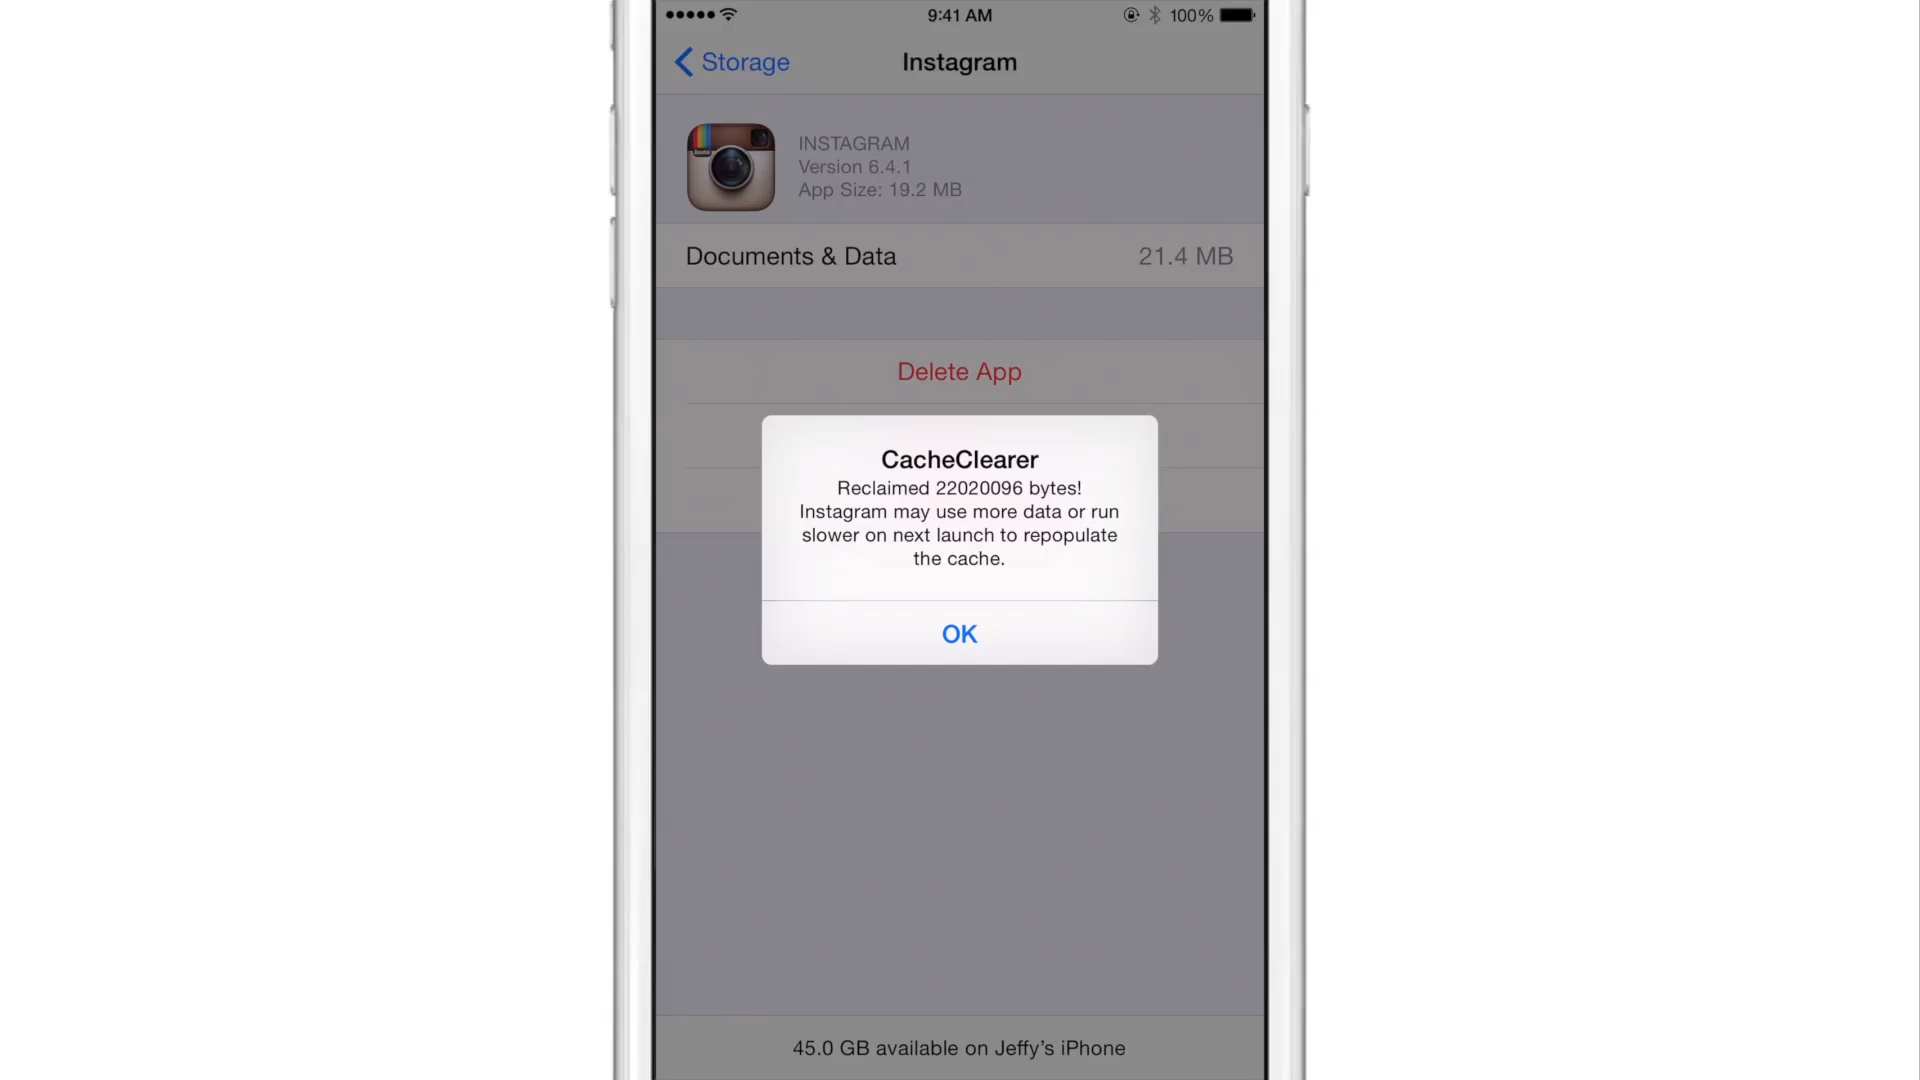 9:41 AM
100%
Storage
Instagram
INSTAGRAM
Version 6.4.1
App Size: 19.2 MB
Documents & Data
21.4 MB
Delete App
CacheClearer
Reclaimed 22020096 bytes!
Instagram may use more data or run
slower on next launch to repopulate
the cache.
OK
45.0 GB available on Jeffy’s iPhone